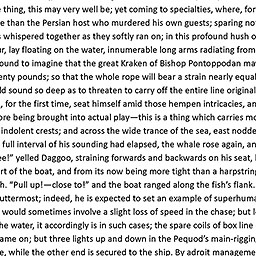 thing, this may very well be; yet coming to specialties, where, for
e than the Persian host who murdered his own guests; sparing no
whispered together as they softly ran on; in this profound hush o
ur, lay floating on the water, innumerable long arms radiating from
ound to imagine that the great Kraken of Bishop Pontoppodan may
enty pounds; so that the whole rope will bear a strain nearly equal
ld sound so deep as to threaten to carry off the entire line original
, for the first time, seat himself amid those hempen intricacies, an
ore being brought into actual play—this is a thing which carries mo
indolent crests; and across the wide trance of the sea, east nodde
full interval of his sounding had elapsed, the whale rose again, an
ee!” yelled Daggoo, straining forwards and backwards on his seat, l
rt of the boat, and from its now being more tight than a harpstring
h. “Pull up!—close to!” and the boat ranged along the fish’s flank.
uttermost; indeed, he is expected to set an example of superhuma
would sometimes involve a slight loss of speed in the chase; but l
he water, it accordingly is in such cases; the spare coils of box line
ame on; but three lights up and down in the Pequod’s main-riggin
e, while the other end is secured to the ship. By adroit manageme